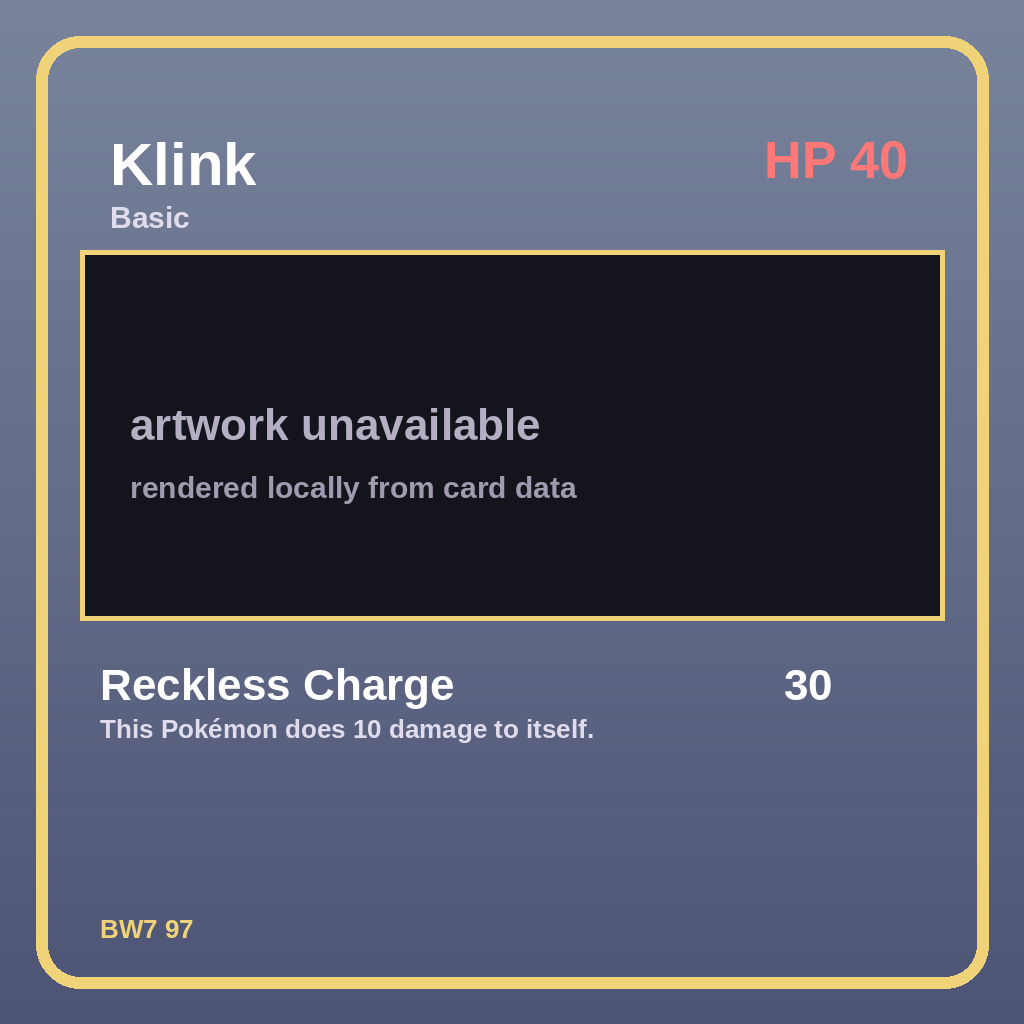 Klink
HP 40
Basic
artwork unavailable
rendered locally from card data
Reckless Charge
30
This Pokémon does 10 damage to itself.
BW7 97